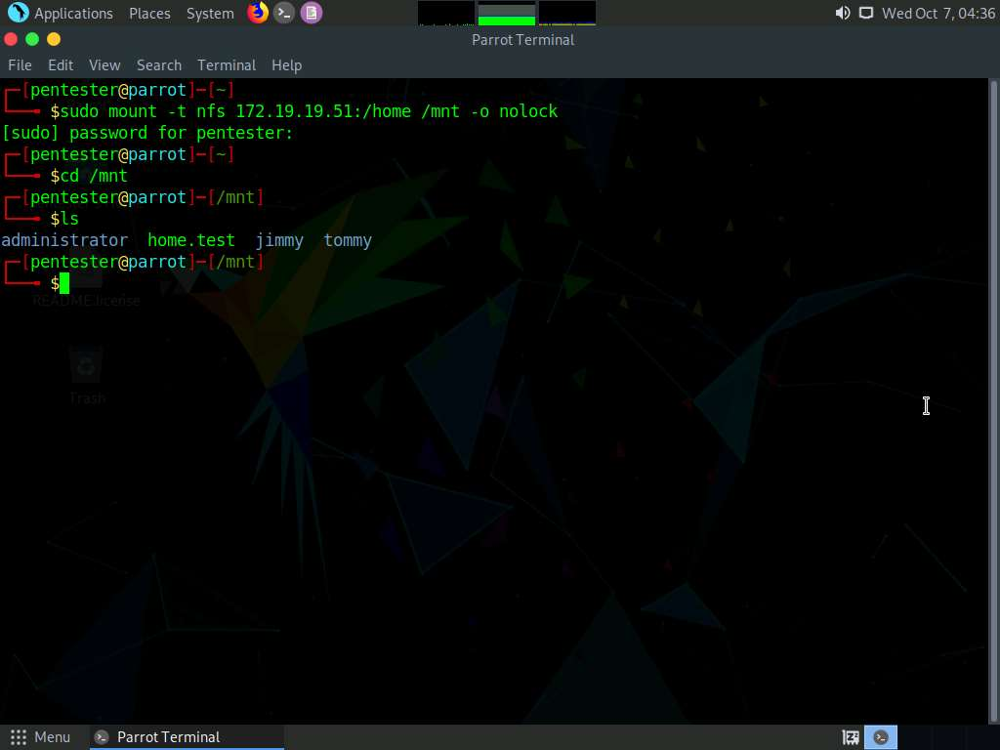 Applications Places System Wed Oct 7, 04:36
Parrot Terminal
File Edit View Search Terminal Help
┌─[pentester@parrot]─[~]
└──╼ $sudo mount -t nfs 172.19.19.51:/home /mnt -o nolock
[sudo] password for pentester:
┌─[pentester@parrot]─[~]
└──╼ $cd /mnt
┌─[pentester@parrot]─[/mnt]
└──╼ $ls
administrator home.test jimmy tommy
┌─[pentester@parrot]─[/mnt]
└──╼ $
README.license
Trash
Menu Parrot Terminal